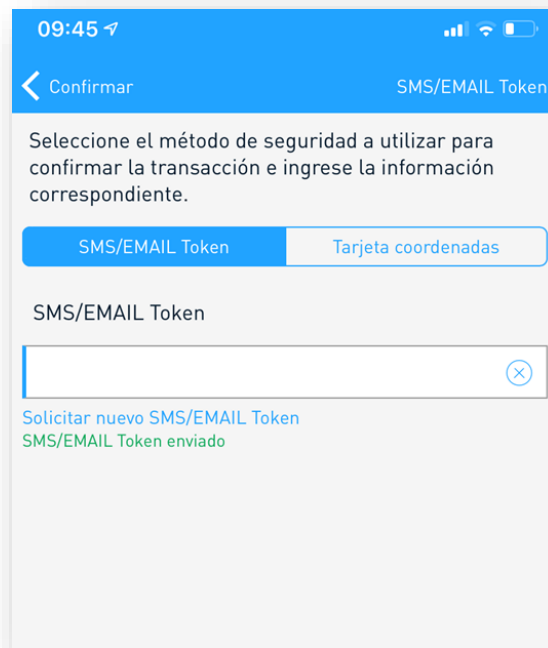 09:45
Confirmar
SMS/EMAIL Token
Seleccione el método de seguridad a utilizar para
confirmar la transacción e ingrese la información
correspondiente.
SMS/EMAIL Token
Tarjeta coordenadas
SMS/EMAIL Token
Solicitar nuevo SMS/EMAIL Token
SMS/EMAIL Token enviado